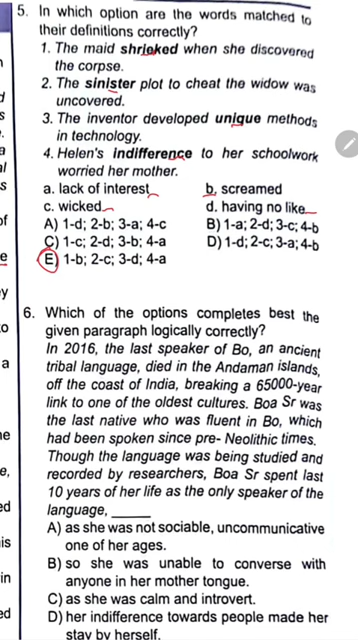 5. In which option are the words matched to
their definitions correctly?
1. The maid shrieked when she discovered
the corpse.
2. The sinister plot to cheat the widow was
uncovered.
3. The inventor developed unique methods
in technology.
4. Helen's indifference to her schoolwork
worried her mother.
a. lack of interest b. screamed
c. wicked d. having no like
A) 1-d; 2-b; 3-a; 4-c B) 1-a; 2-d; 3-c; 4-b
C) 1-c; 2-d; 3-b; 4-a D) 1-d; 2-c; 3-a; 4-b
E) 1-b; 2-c; 3-d; 4-a
6. Which of the options completes best the
given paragraph logically correctly?
In 2016, the last speaker of Bo, an ancient
tribal language, died in the Andaman islands,
off the coast of India, breaking a 65000-year
link to one of the oldest cultures. Boa Sr was
the last native who was fluent in Bo, which
had been spoken since pre- Neolithic times.
Though the language was being studied and
recorded by researchers, Boa Sr spent last
10 years of her life as the only speaker of the
language, ______
A) as she was not sociable, uncommunicative
one of her ages.
B) so she was unable to converse with
anyone in her mother tongue.
C) as she was calm and introvert.
D) her indifference towards people made her
stay by herself.